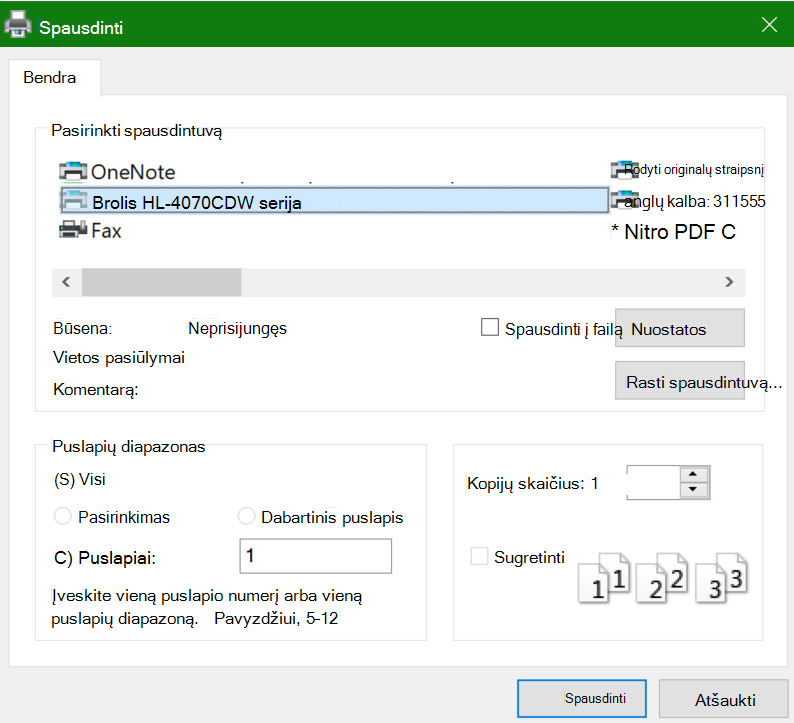 Spausdinti
Bendra
Pasirinkti spausdintuvą
OneNote
Rodyti originalų straipsnį
Brolis HL-4070CDW serija
anglų kalba: 311555
Fax
* Nitro PDF C
Būsena: Neprisijungęs
Spausdinti į failą
Nuostatos
Vietos pasiūlymai
Komentarą:
Rasti spausdintuvą...
Puslapių diapazonas
(S) Visi
Pasirinkimas
Dabartinis puslapis
C) Puslapiai: 1
Įveskite vieną puslapio numerį arba vieną
puslapių diapazoną. Pavyzdžiui, 5-12
Kopijų skaičius: 1
Sugretinti
1 1 2 2 3 3
Spausdinti
Atšaukti